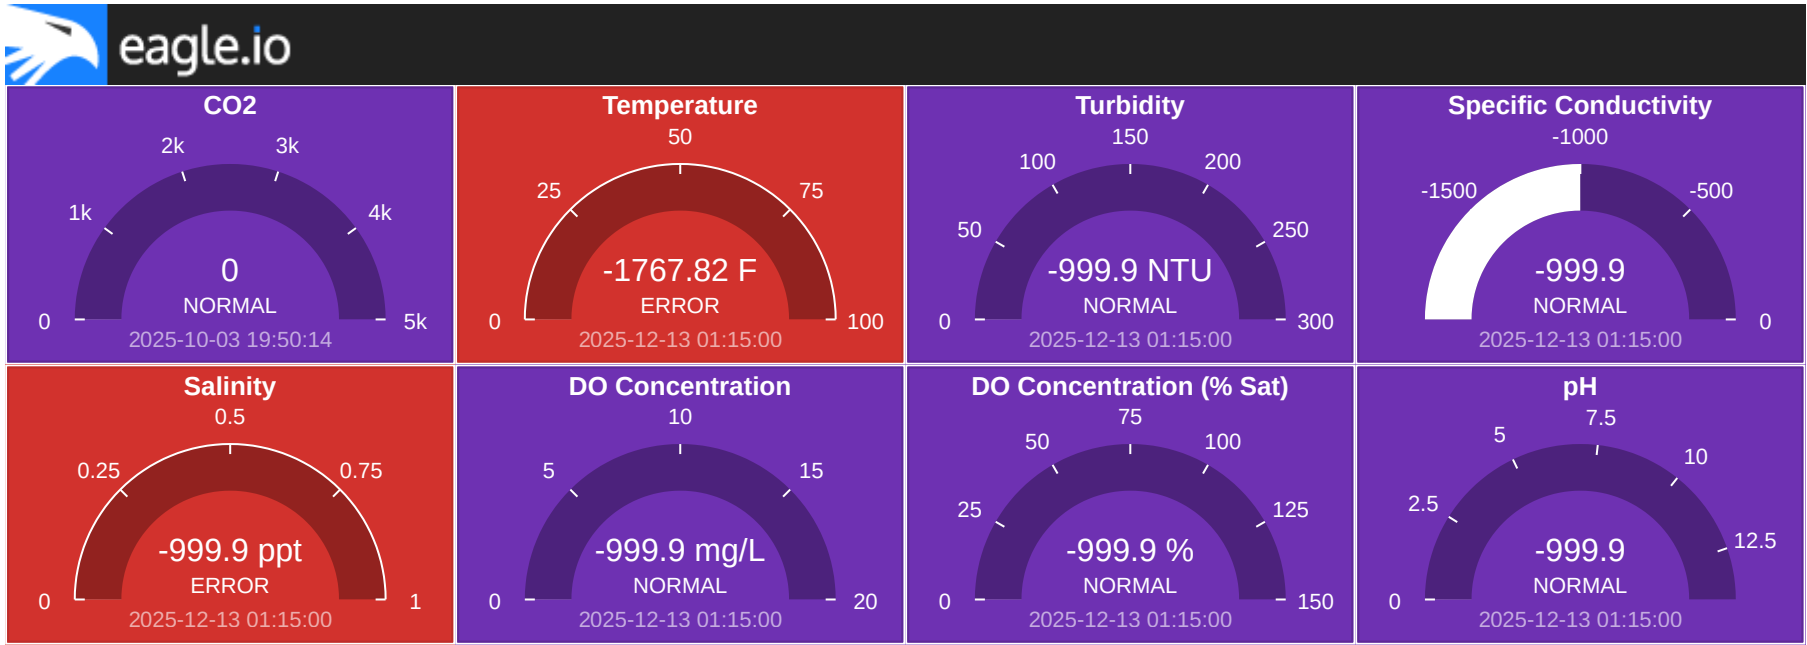 eagle.io
CO2
2k
3k
1k
4k
0
NORMAL
0
5k
2025-10-03 19:50:14
Temperature
50
25
75
-1767.82 F
ERROR
0
100
2025-12-13 01:15:00
Turbidity
150
100
200
50
250
-999.9 NTU
NORMAL
0
300
2025-12-13 01:15:00
Specific Conductivity
-1000
-1500
-500
-999.9
NORMAL
0
2025-12-13 01:15:00
Salinity
0.5
0.25
0.75
-999.9 ppt
ERROR
0
1
2025-12-13 01:15:00
DO Concentration
10
5
15
-999.9 mg/L
NORMAL
0
20
2025-12-13 01:15:00
DO Concentration (% Sat)
75
50
100
25
125
-999.9 %
NORMAL
0
150
2025-12-13 01:15:00
pH
7.5
5
10
2.5
12.5
-999.9
NORMAL
0
2025-12-13 01:15:00